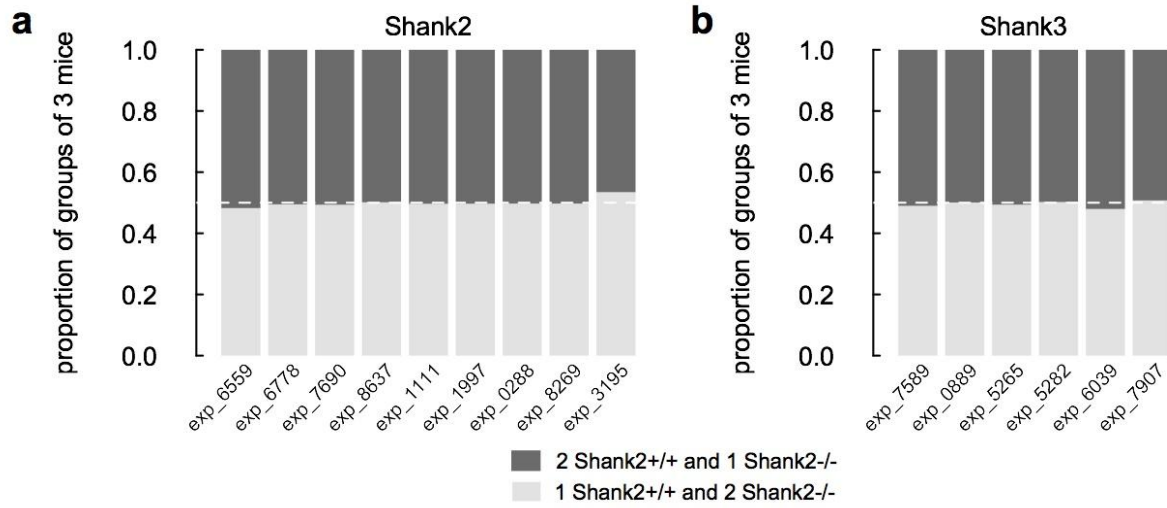 a
Shank2
proportion of groups of 3 mice
1.0
0.8
0.6
0.4
0.2
0.0
exp_6559
exp_6778
exp_7690
exp_8637
exp_1111
exp_1997
exp_0288
exp_8269
exp_3195
b
Shank3
proportion of groups of 3 mice
1.0
0.8
0.6
0.4
0.2
0.0
exp_7589
exp_0889
exp_5265
exp_5282
exp_6039
exp_7907
2 Shank2+/+ and 1 Shank2-/-
1 Shank2+/+ and 2 Shank2-/-